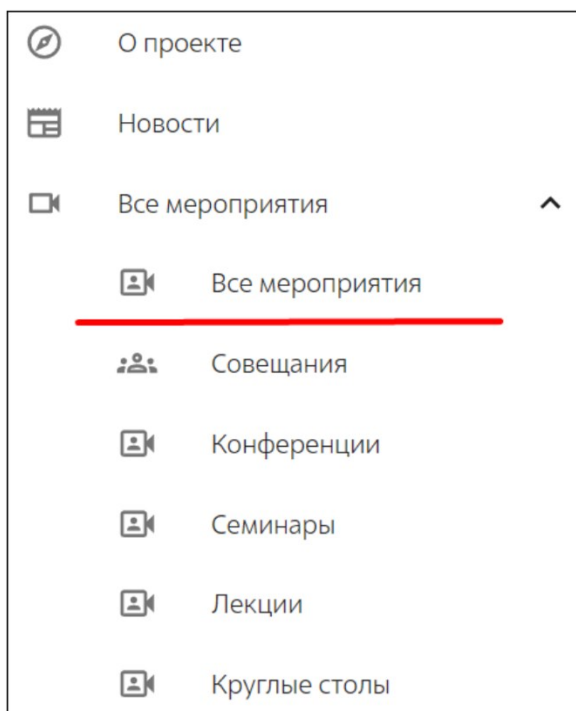 О проекте
Новости
Все мероприятия
Все мероприятия
Совещания
Конференции
Семинары
Лекции
Круглые столы